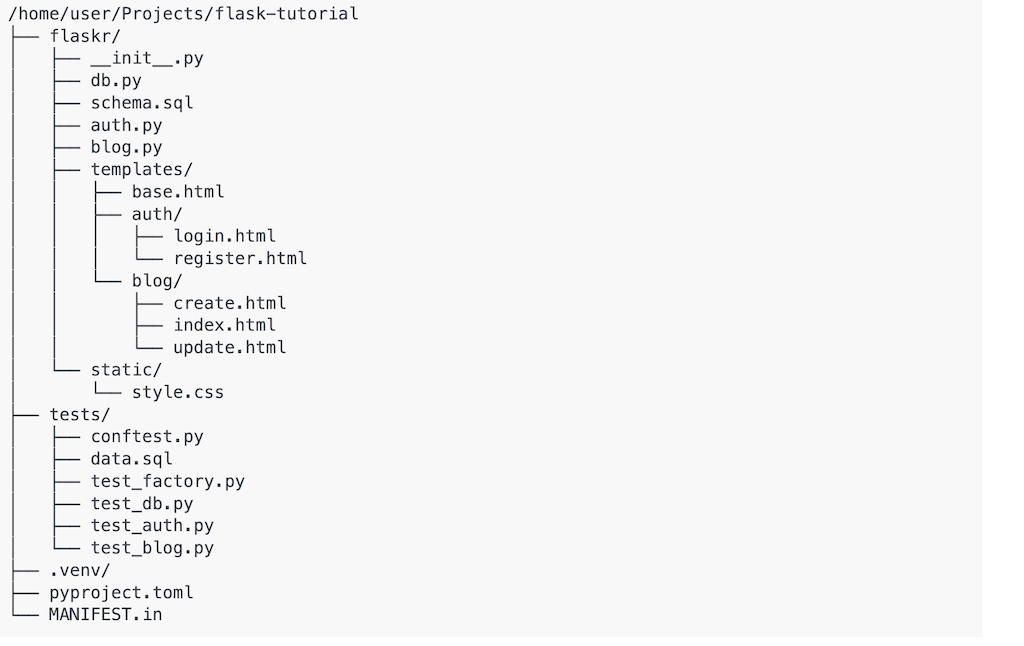 /home/user/Projects/flask-tutorial
├── flaskr/
│   ├── __init__.py
│   ├── db.py
│   ├── schema.sql
│   ├── auth.py
│   ├── blog.py
│   ├── templates/
│   │   ├── base.html
│   │   ├── auth/
│   │   │   ├── login.html
│   │   │   └── register.html
│   │   └── blog/
│   │       ├── create.html
│   │       ├── index.html
│   │       └── update.html
│   └── static/
│       └── style.css
├── tests/
│   ├── conftest.py
│   ├── data.sql
│   ├── test_factory.py
│   ├── test_db.py
│   ├── test_auth.py
│   └── test_blog.py
├── .venv/
├── pyproject.toml
└── MANIFEST.in